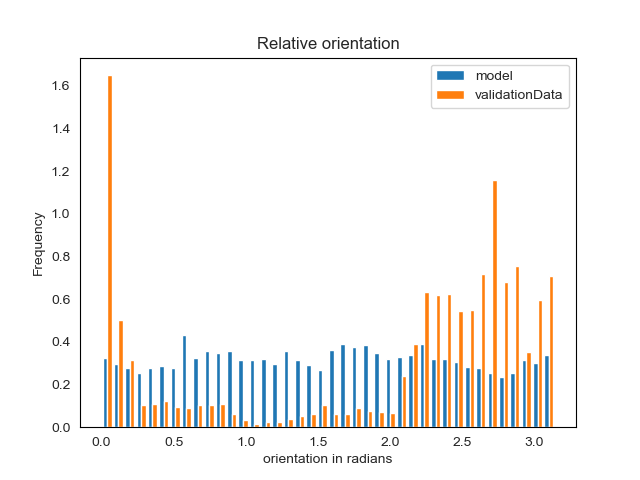 Relative orientation
model
validationData
1.6
1.4
1.2
1.0
0.8
0.6
0.4
0.2
0.0
Frequency
0.0 0.5 1.0 1.5 2.0 2.5 3.0
orientation in radians